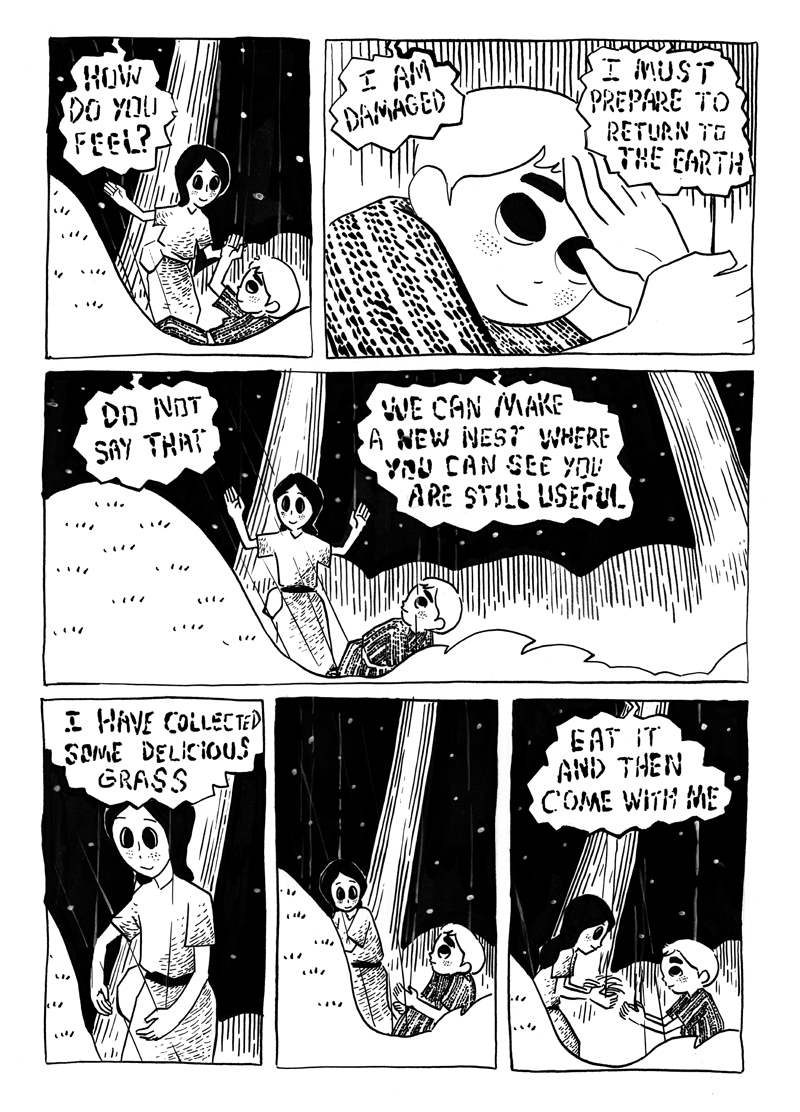 HOW
DO YOU
FEEL?
I AM
DAMAGED
I MUST
PREPARE TO
RETURN TO
THE EARTH
DO NOT
SAY THAT
WE CAN MAKE
A NEW NEST WHERE
YOU CAN SEE YOU
ARE STILL USEFUL
I HAVE COLLECTED
SOME DELICIOUS
GRASS
EAT IT
AND THEN
COME WITH ME